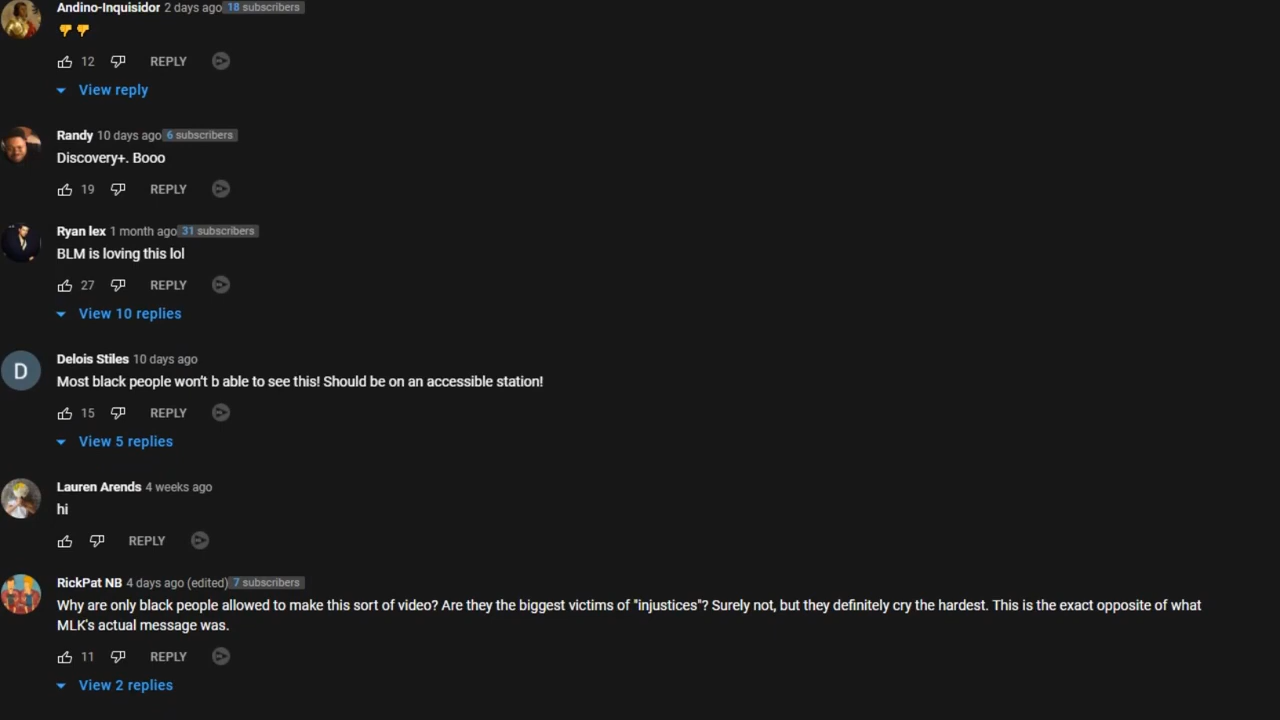 Andino-Inquisidor 2 days ago 18 subscribers
👎👎
12 REPLY
View reply
Randy 10 days ago 6 subscribers
Discovery+. Booo
19 REPLY
Ryan lex 1 month ago 31 subscribers
BLM is loving this lol
27 REPLY
View 10 replies
D
Delois Stiles 10 days ago
Most black people won't b able to see this! Should be on an accessible station!
15 REPLY
View 5 replies
Lauren Arends 4 weeks ago
hi
REPLY
RickPat NB 4 days ago (edited) 7 subscribers
Why are only black people allowed to make this sort of video? Are they the biggest victims of "injustices"? Surely not, but they definitely cry the hardest. This is the exact opposite of what
MLK's actual message was.
11 REPLY
View 2 replies